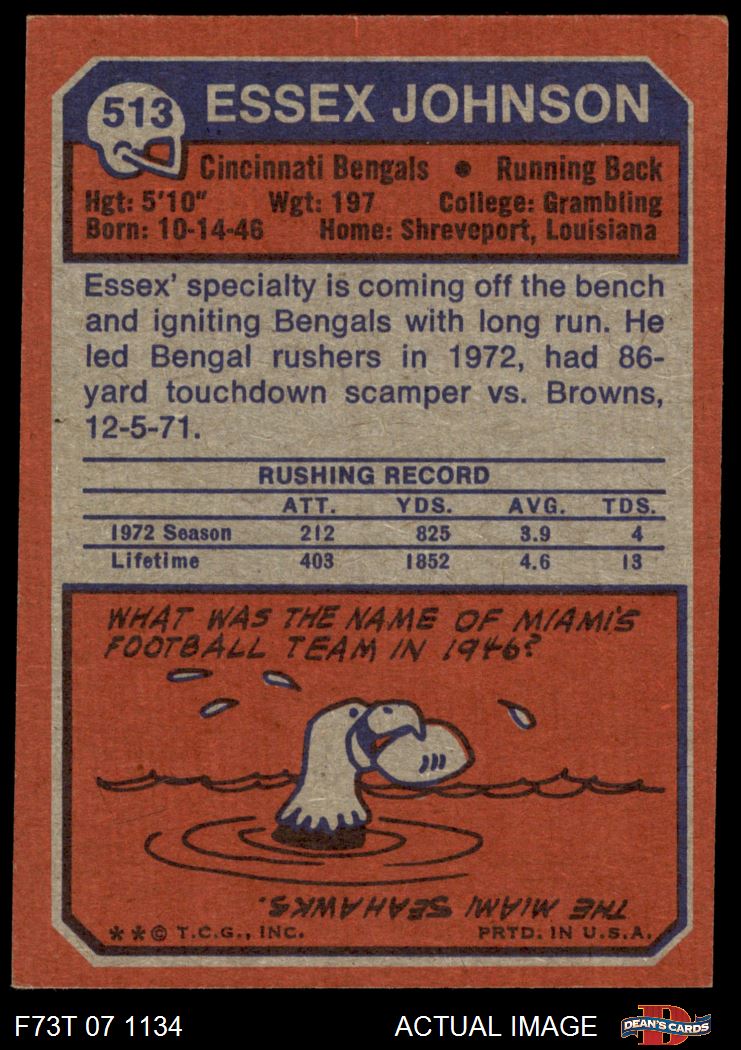 513
ESSEX JOHNSON
Cincinnati Bengals • Running Back
Hgt: 5'10" Wgt: 197 College: Grambling
Born: 10-14-46 Home: Shreveport, Louisiana
Essex' specialty is coming off the bench
and igniting Bengals with long run. He
led Bengal rushers in 1972, had 86-
yard touchdown scamper vs. Browns,
12-5-71.
RUSHING RECORD
ATT. YDS. AVG. TDS.
1972 Season 212 825 3.9 4
Lifetime 403 1852 4.6 13
WHAT WAS THE NAME OF MIAMI'S
FOOTBALL TEAM IN 1946?
THE MIAMI SEAHAWKS.
**© T.C.G., INC. PRTD. IN U.S.A.
F73T 07 1134 ACTUAL IMAGE
D
DEAN'S CARDS